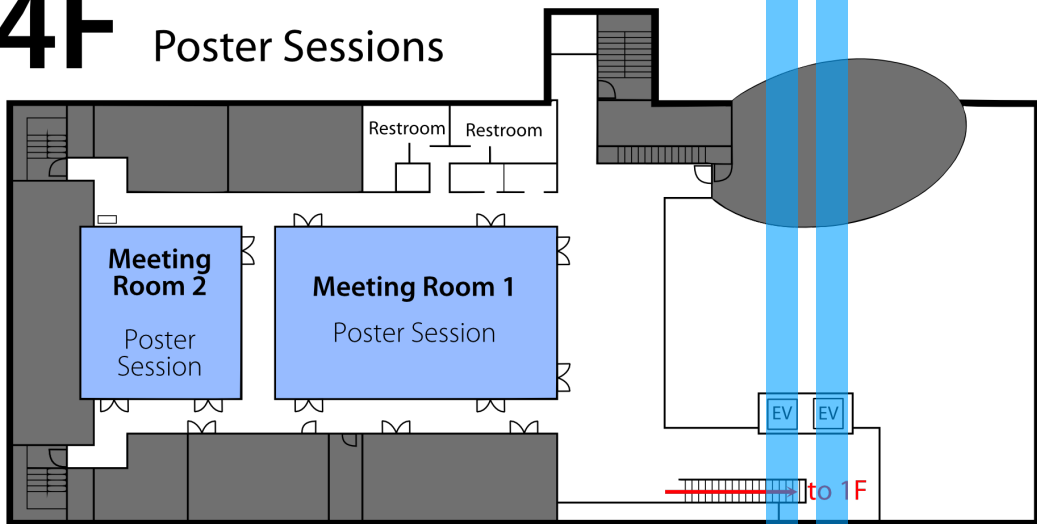 4F Poster Sessions
Restroom
Restroom
Meeting
Room 2
Poster
Session
Meeting Room 1
Poster Session
EV
EV
to 1F